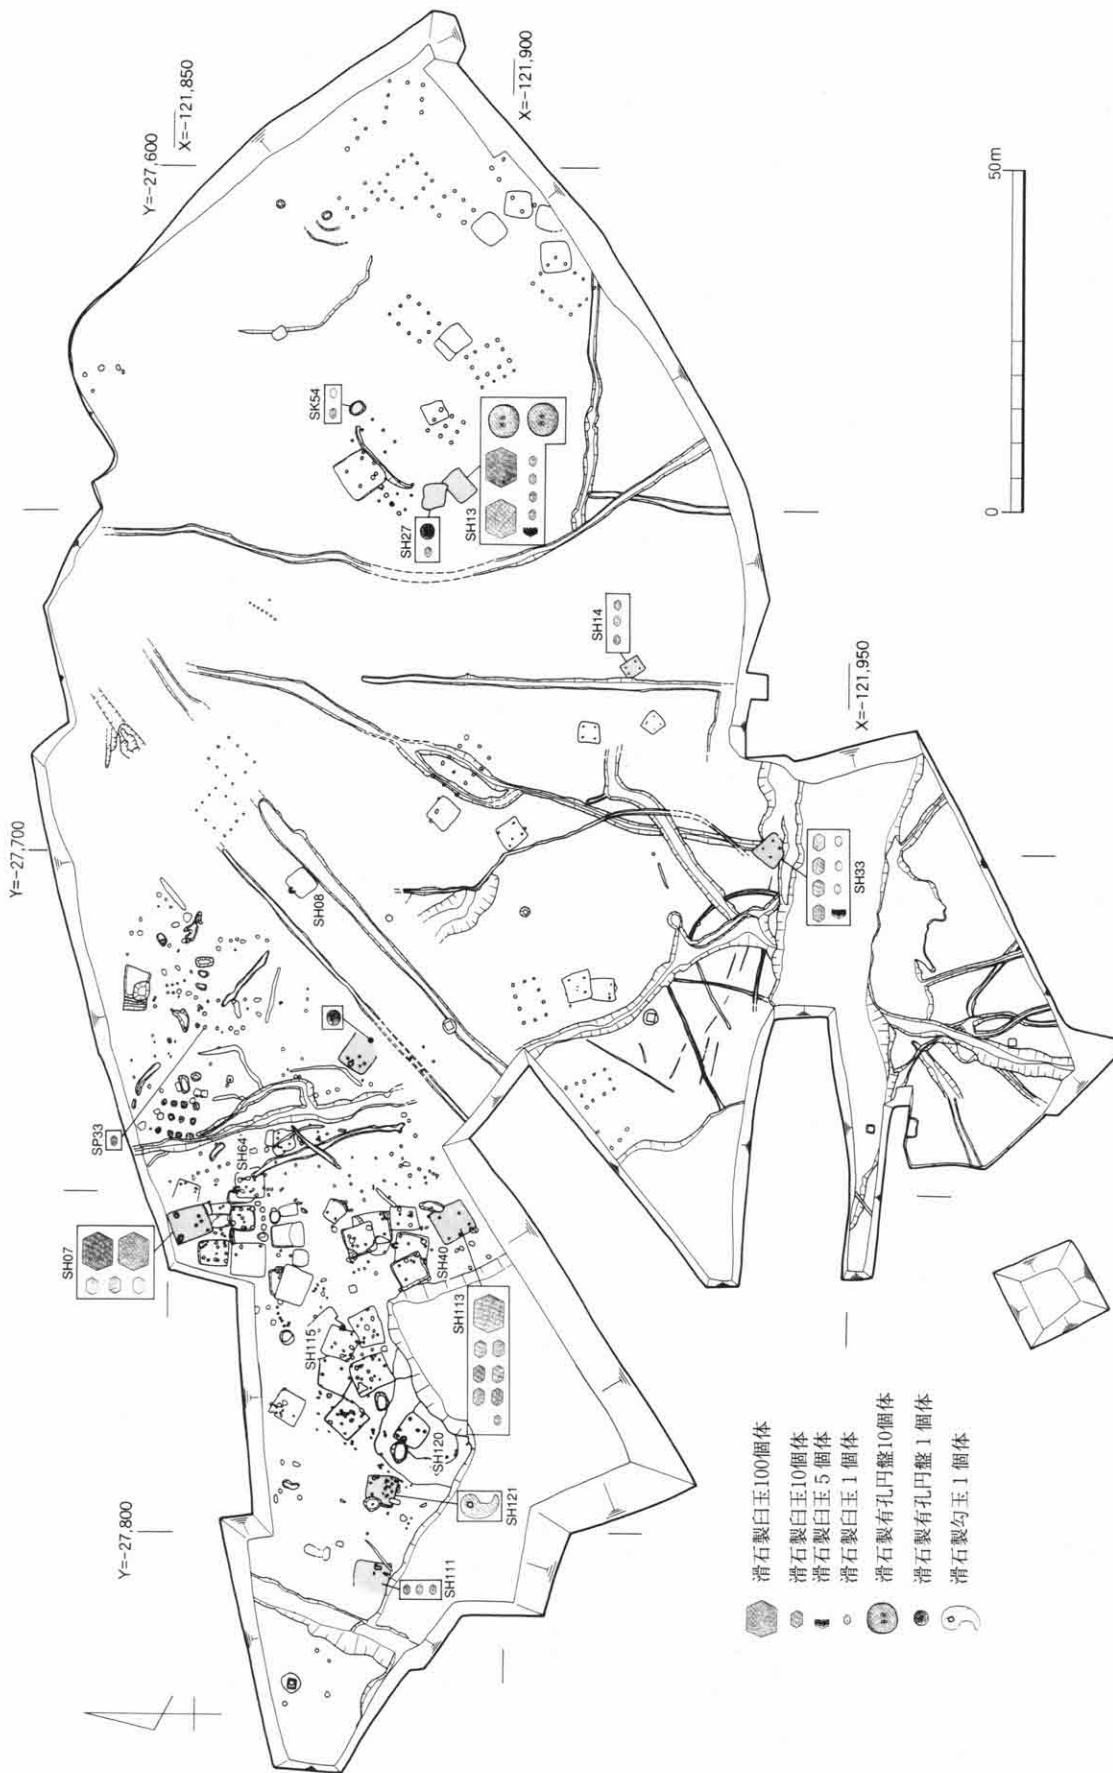 Y=-27,600
X=-121,850
X=-121,900
Y=-27,700
X=-121,950
Y=-27,800
SK54
SH27
SH13
SH14
SH33
SH08
SP33
SH64
SH07
SH40
SH113
SH115
SH120
SH121
SH111
0
50m
滑石製臼玉100個体
滑石製臼玉10個体
滑石製臼玉5個体
滑石製臼玉1個体
滑石製有孔円盤10個体
滑石製有孔円盤1個体
滑石製勾玉1個体